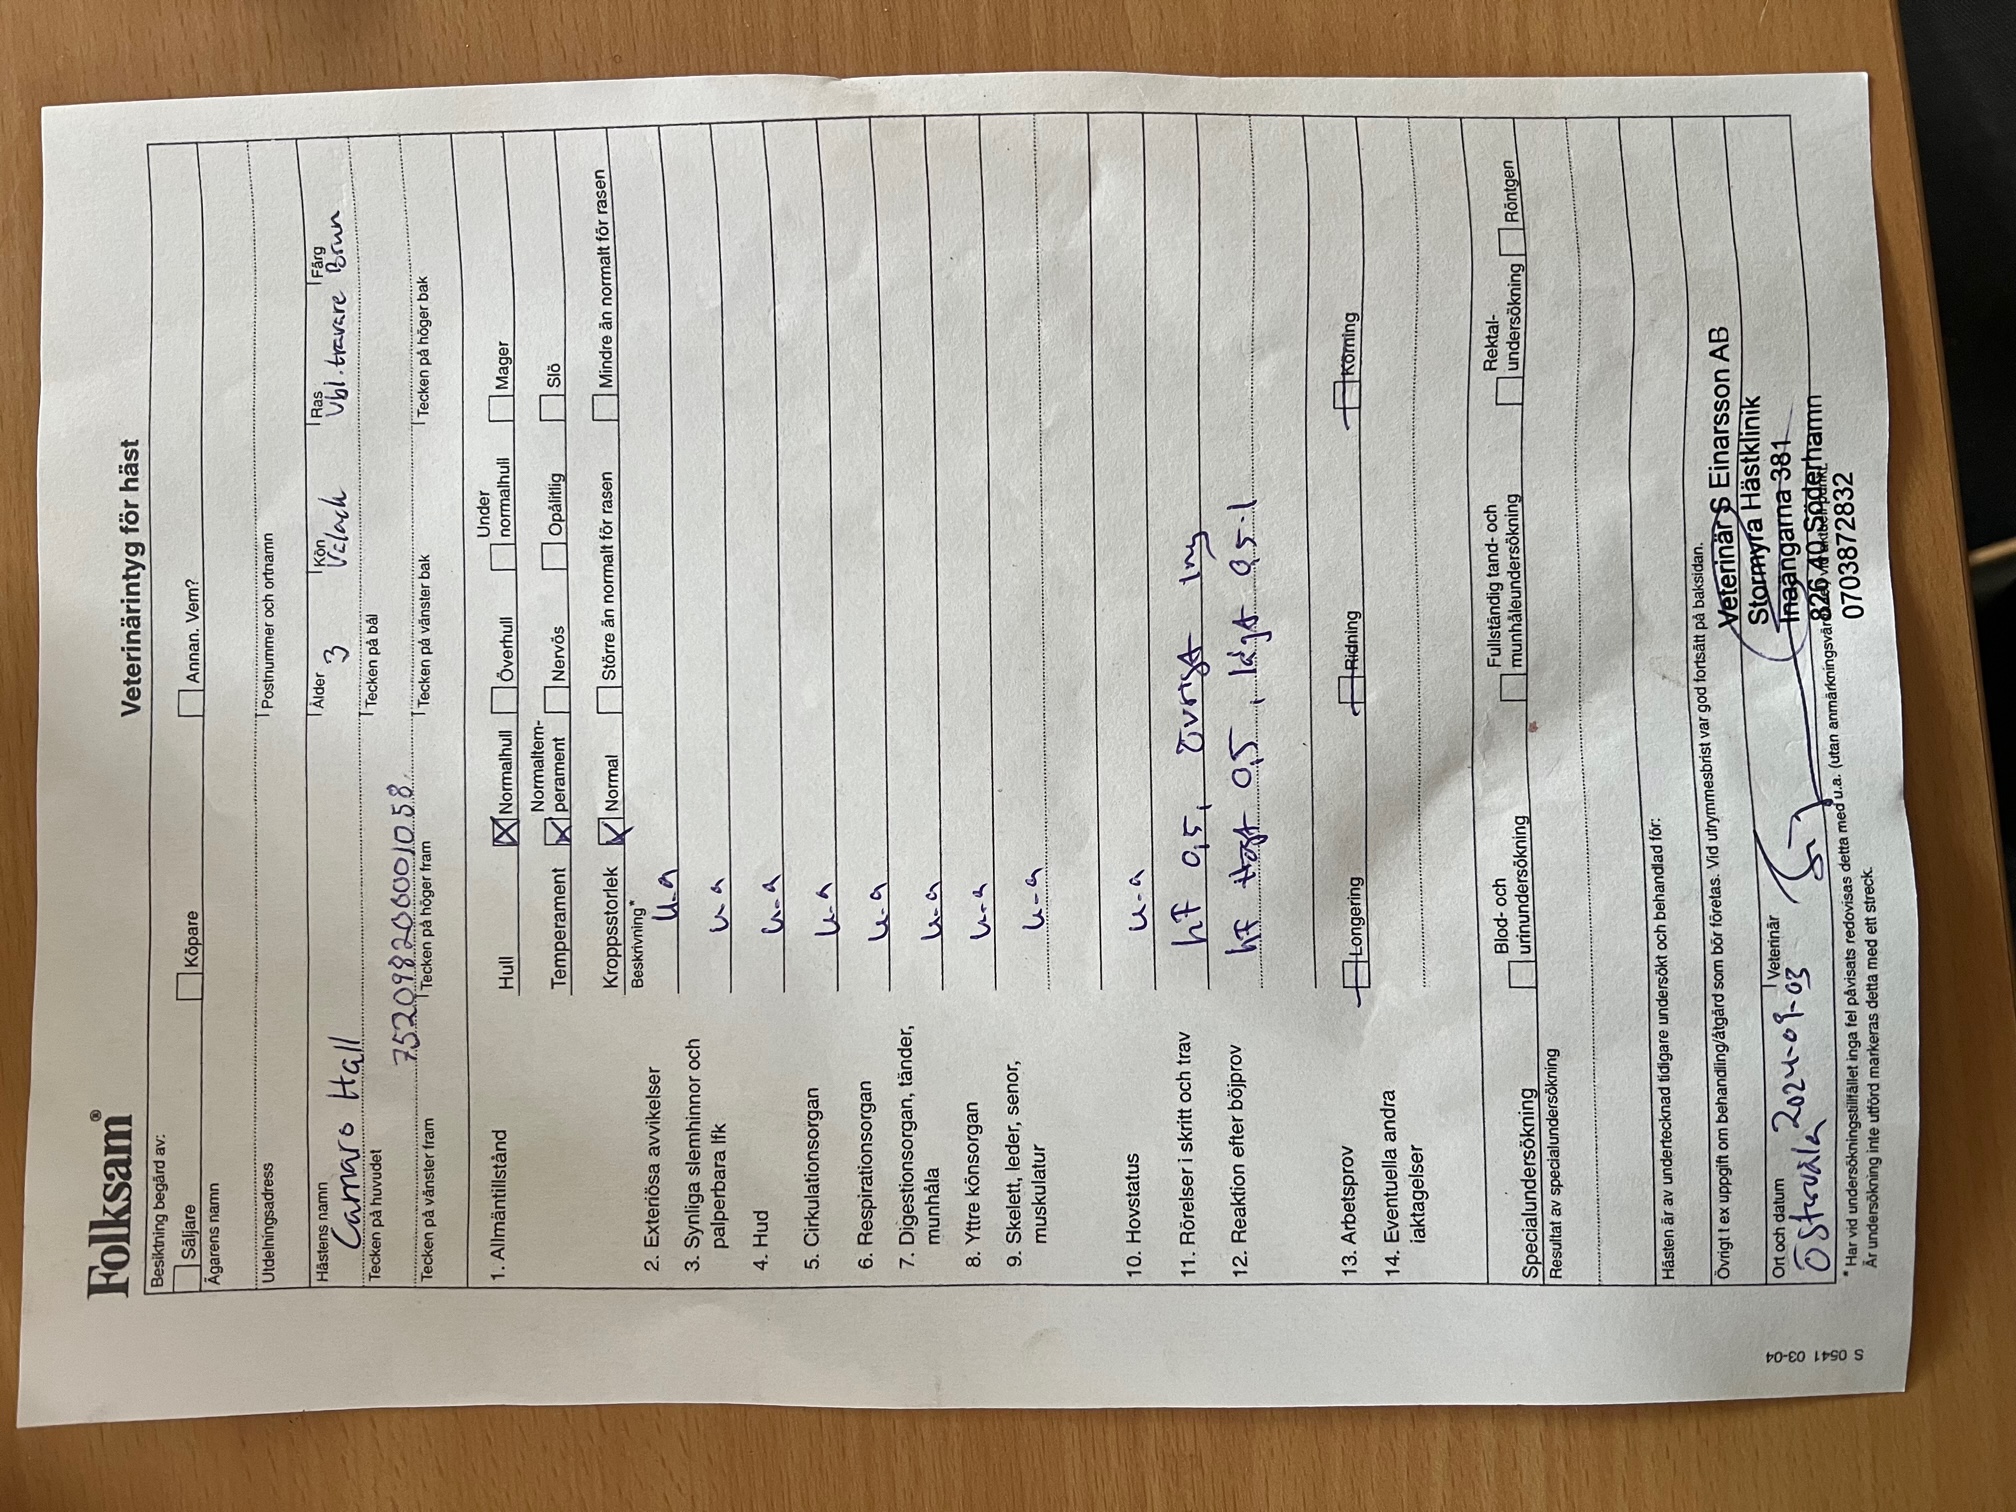 Folksam®
Veterinärintyg för häst
Besiktning begärd av:
Säljare Köpare Annan. Vem?
Ägarens namn
Utdelningsadress Postnummer och ortnamn
Hästens namn Ålder Kön Ras Färg
Camaro Hall 3 Valack Vbl. travare Brun
Tecken på huvudet Tecken på bål
752098200001058
Tecken på vänster fram Tecken på höger fram Tecken på vänster bak Tecken på höger bak
1. Allmäntillstånd Hull Normalhull Överhull Under normalhull Mager
Temperament Normaltem-perament Nervös Opålitlig Slö
Kroppsstorlek Normal Större än normalt för rasen Mindre än normalt för rasen
Beskrivning*
2. Exteriösa avvikelser u-a
3. Synliga slemhinnor och
palperbara lfk u-a
4. Hud u-a
5. Cirkulationsorgan u-a
6. Respirationsorgan u-a
7. Digestionsorgan, tänder,
munhåla u-a
8. Yttre könsorgan u-a
9. Skelett, leder, senor,
muskulatur u-a
10. Hovstatus u-a
11. Rörelser i skritt och trav hF 0,5, övrigt
12. Reaktion efter böjprov hF Högt 0,5, lågt 0,5-1
13. Arbetsprov Longering Ridning Körning
14. Eventuella andra
iakttagelser
Specialundersökning Blod- och urinundersökning Fullständig tand- och munhåleundersökning Rektal-undersökning Röntgen
Resultat av specialundersökning
Hästen är av undertecknad tidigare undersökt och behandlad för:
Övrigt t ex uppgift om behandling/åtgärd som bör företas. Vid utrymmesbrist var god fortsätt på baksidan.
Ort och datum Veterinär
Östervåla 2024-09-03
Veterinär S Einarsson AB
Stormyra Hästklinik
Ingångarna 381
826 40 Söderhamn
0703872832
* Har vid undersökningstillfället inga fel påvisats redovisas detta med u.a. (utan anmärkningsvärd
Är undersökning inte utförd markeras detta med ett streck.
S 0541 03-04